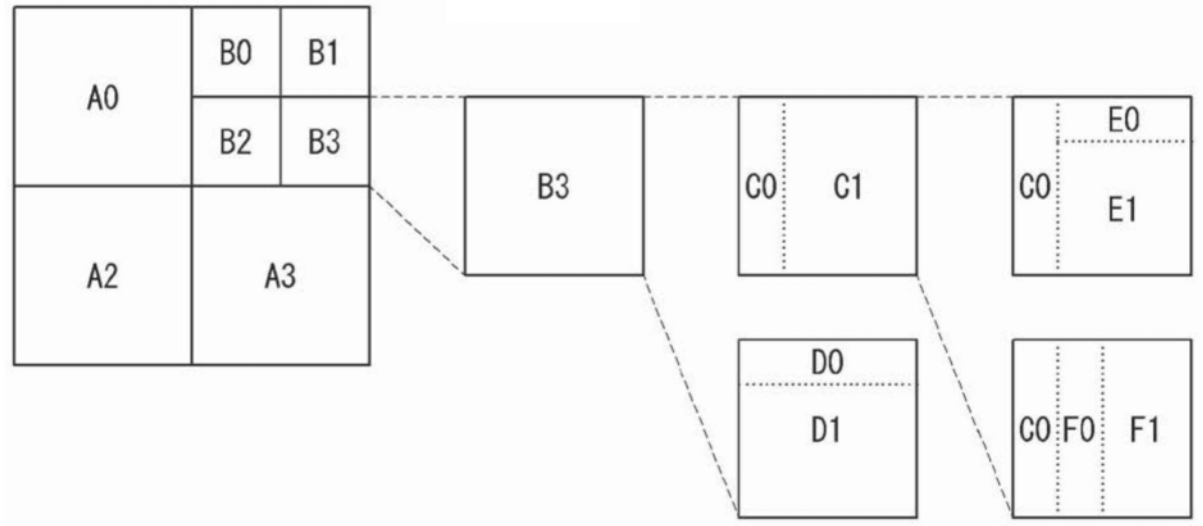 A0
B0 B1
B2 B3
A2 A3
B3
C0 C1
D0
D1
C0 E0
E1
C0 F0 F1